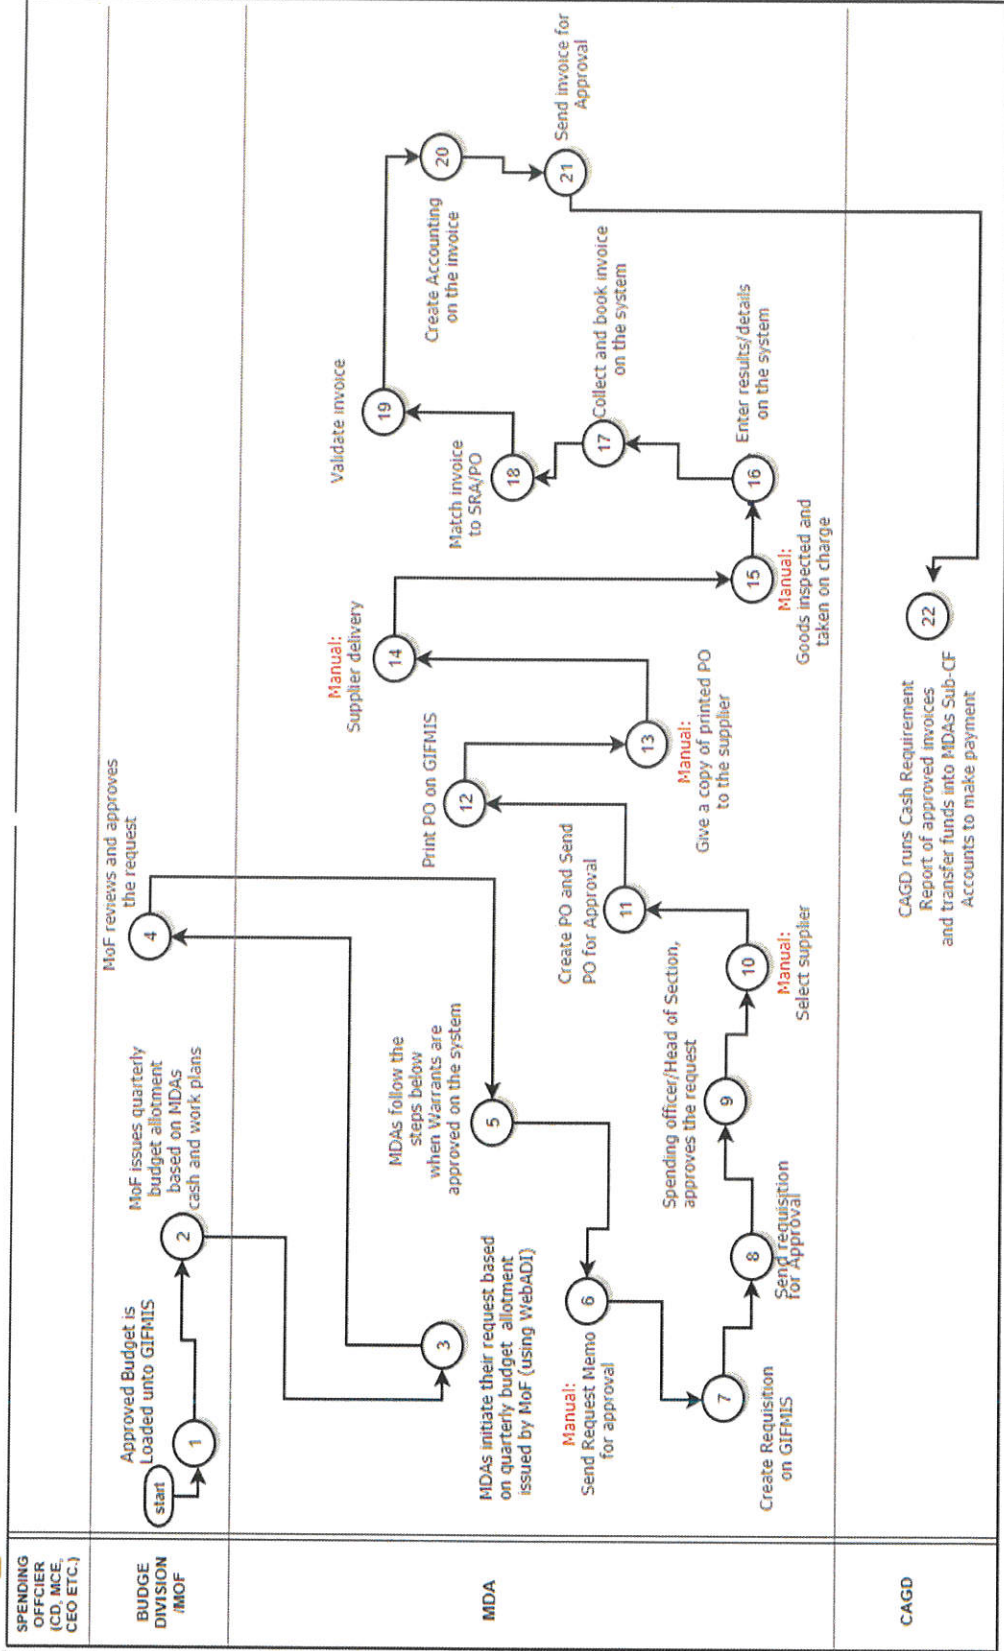 SPENDING
OFFCIER
(CD, MCE,
CEO ETC.)
BUDGE
DIVISION
/MOF
start
1
Approved Budget is
Loaded unto GIFMIS
2
MoF issues quarterly
budget allotment
based on MDAs
cash and work plans
4
MoF reviews and approves
the request
MDA
3
MDAs initiate their request based
on quarterly budget allotment
issued by MoF (using WebADI)
MDAs follow the
steps below
when Warrants are
approved on the system
5
6
Manual:
Send Request Memo
for approval
7
Create Requisition
on GIFMIS
8
Send requisition
for Approval
9
Spending officer/Head of Section,
approves the request
10
Manual:
Select supplier
11
Create PO and Send
PO for Approval
12
Print PO on GIFMIS
13
Manual:
Give a copy of printed PO
to the supplier
14
Manual:
Supplier delivery
15
Manual:
Goods inspected and
taken on charge
16
Enter results/details
on the system
17
Collect and book invoice
on the system
18
Match invoice
to SRA/PO
19
Validate invoice
20
Create Accounting
on the invoice
21
Send invoice for
Approval
CAGD
22
CAGD runs Cash Requirement
Report of approved invoices
and transfer funds into MDAs Sub-CF
Accounts to make payment